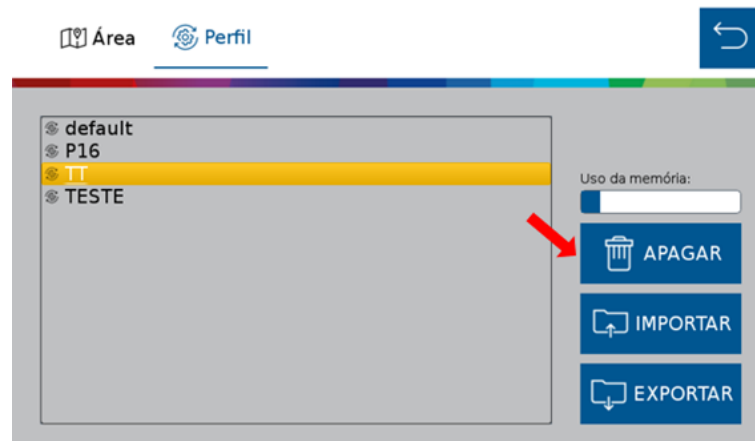 Área
Perfil
default
P16
TT
TESTE
Uso da memória:
APAGAR
IMPORTAR
EXPORTAR